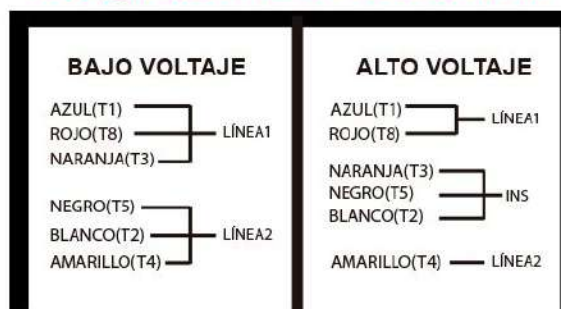 BAJO VOLTAJE
AZUL(T1)
ROJO(T8)
NARANJA(T3)
LÍNEA1
NEGRO(T5)
BLANCO(T2)
AMARILLO(T4)
LÍNEA2
ALTO VOLTAJE
AZUL(T1)
ROJO(T8)
LÍNEA1
NARANJA(T3)
NEGRO(T5)
BLANCO(T2)
INS
AMARILLO(T4)
LÍNEA2